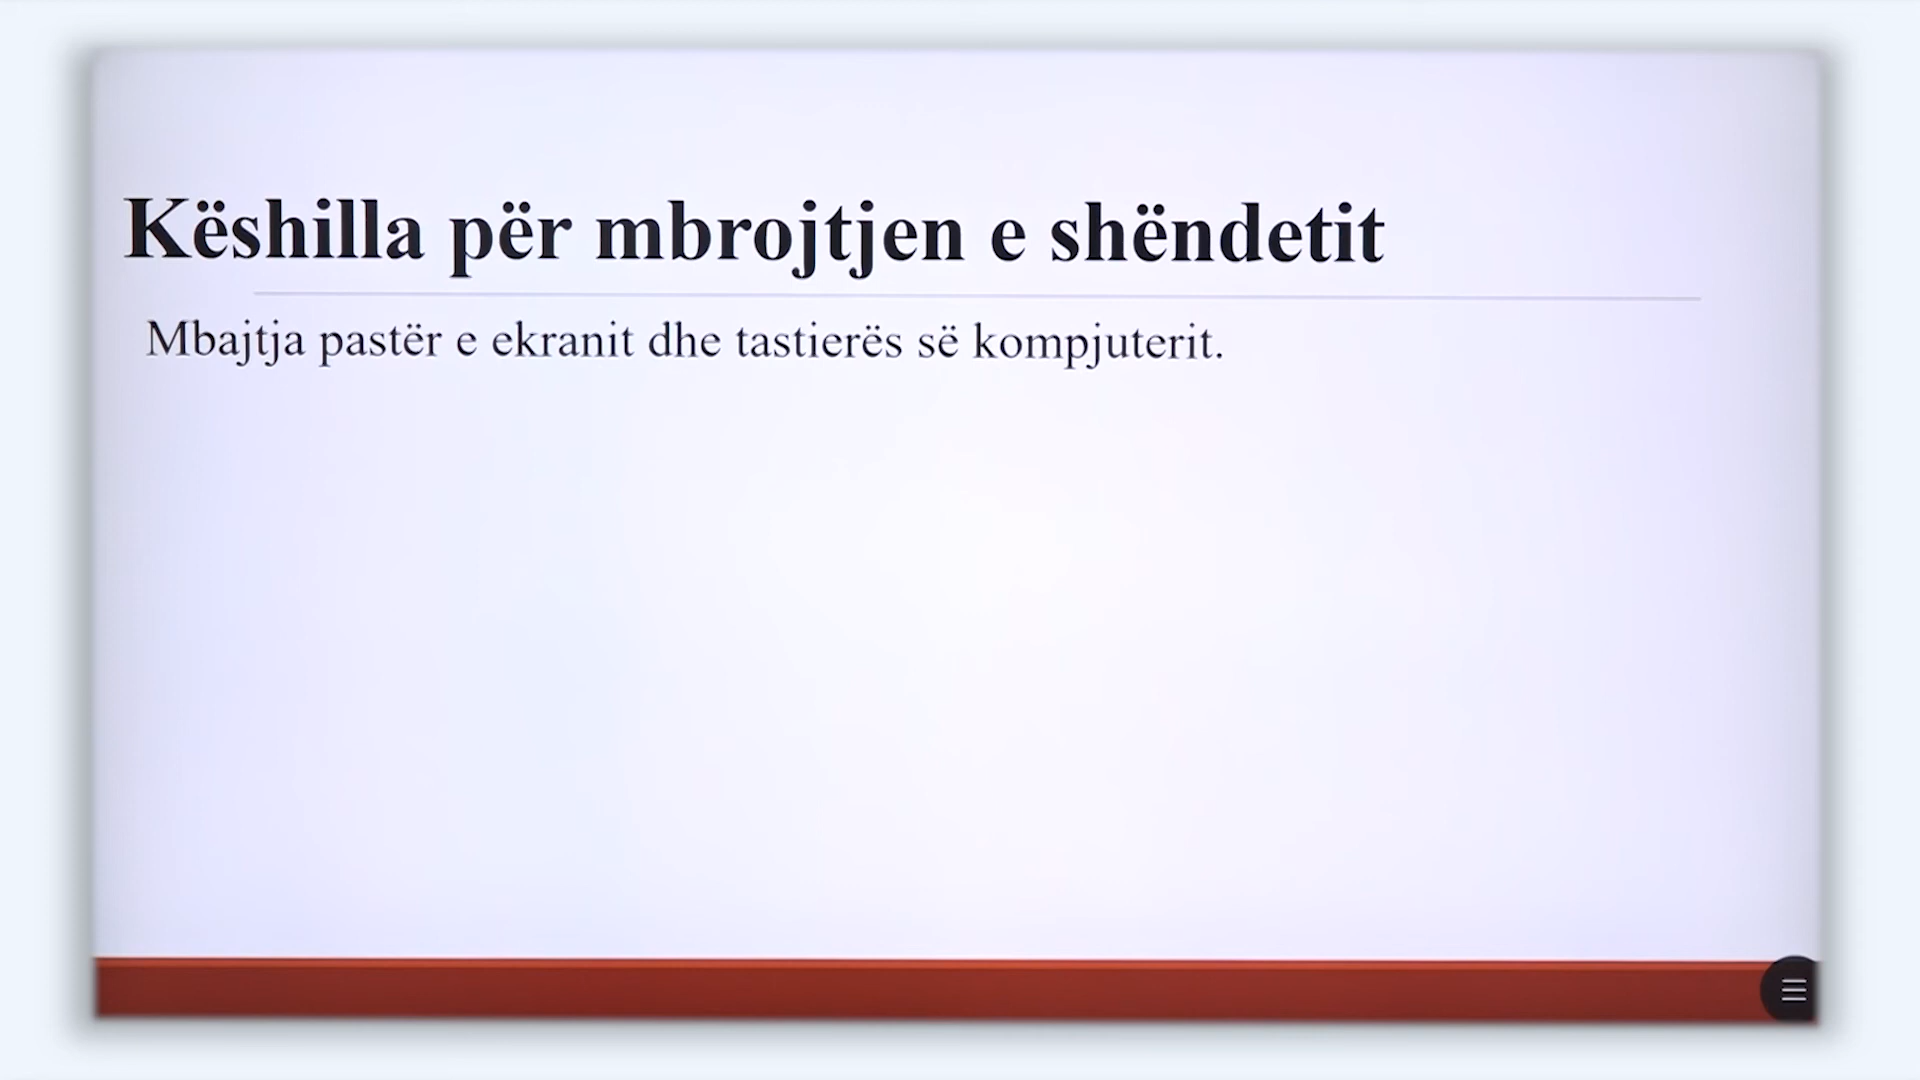 Këshilla për mbrojtjen e shëndetit
Mbajtja pastër e ekranit dhe tastierës së kompjuterit.